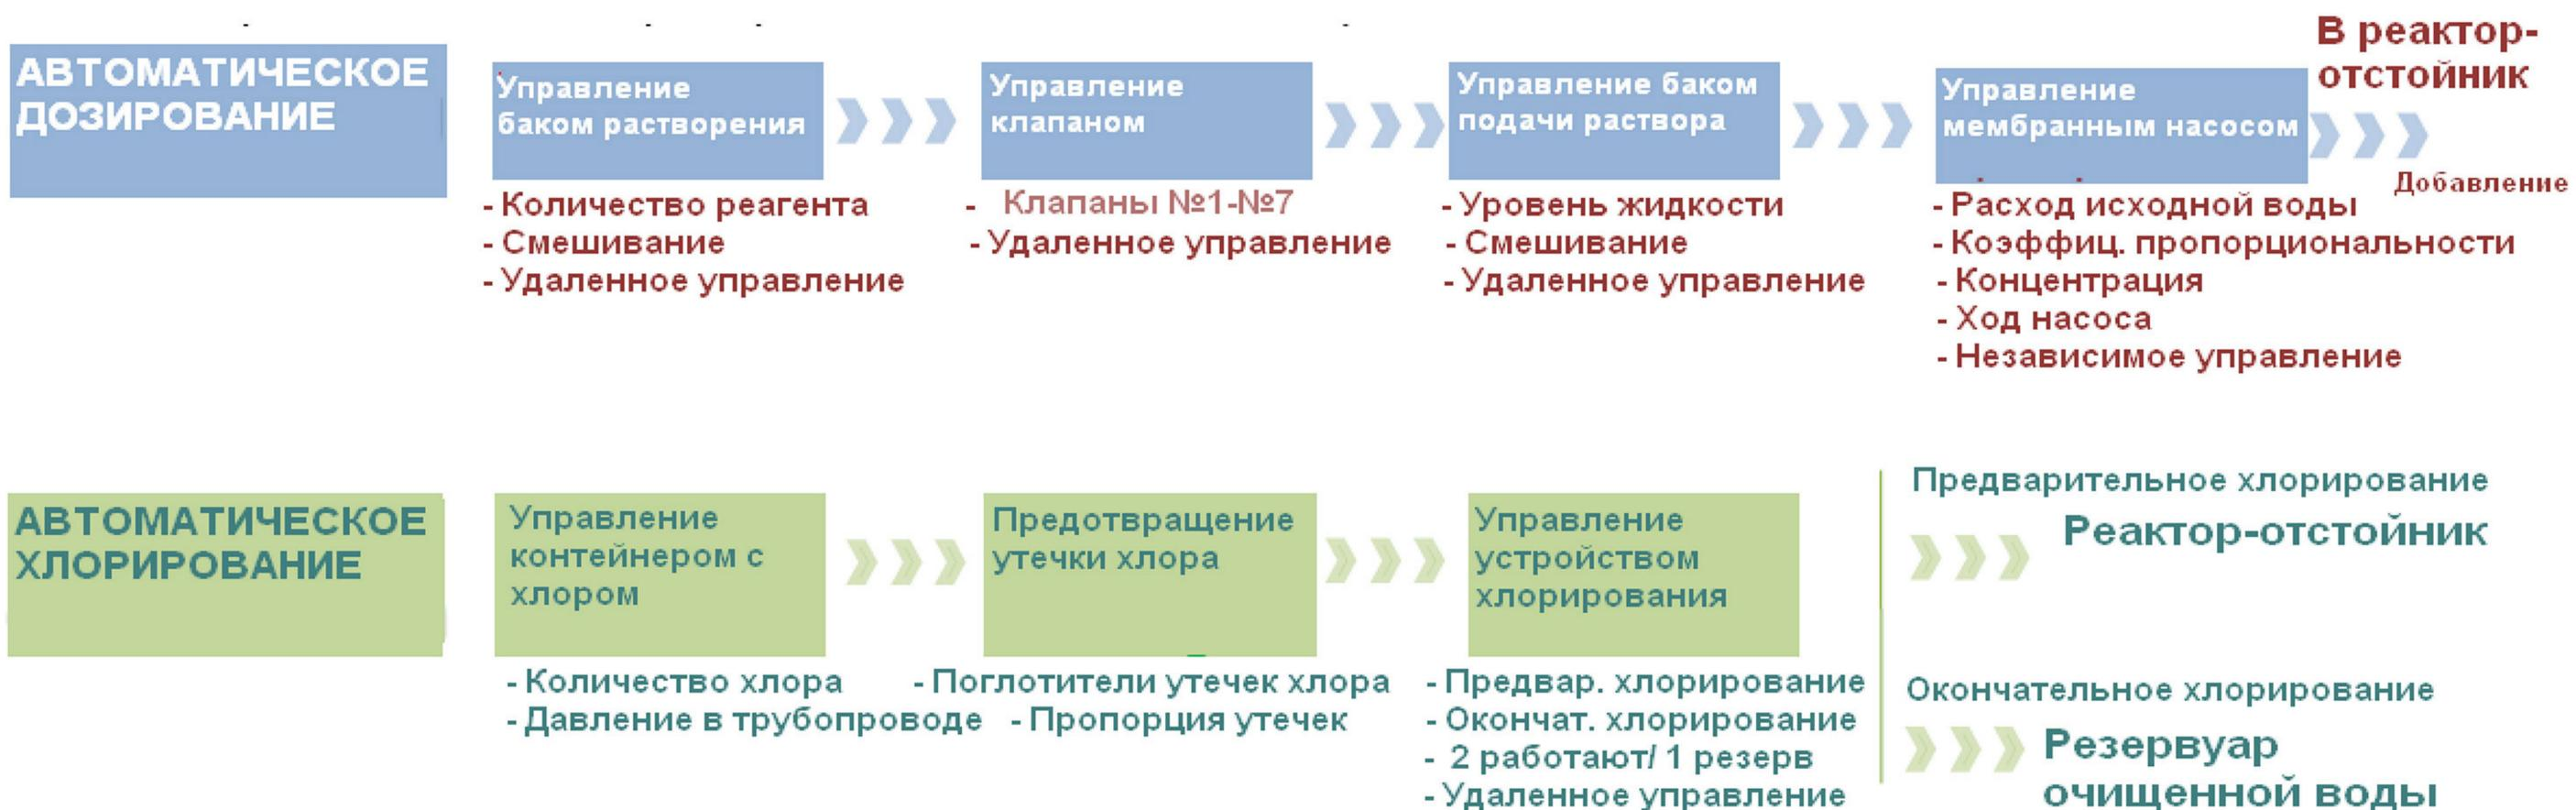 АВТОМАТИЧЕСКОЕ
ДОЗИРОВАНИЕ
Управление
баком растворения
- Количество реагента
- Смешивание
- Удаленное управление
Управление
клапаном
- Клапаны №1-№7
- Удаленное управление
Управление баком
подачи раствора
- Уровень жидкости
- Смешивание
- Удаленное управление
Управление
мембранным насосом
- Расход исходной воды
- Коэффиц. пропорциональности
- Концентрация
- Ход насоса
- Независимое управление
В реактор-
отстойник
Добавление
АВТОМАТИЧЕСКОЕ
ХЛОРИРОВАНИЕ
Управление
контейнером с
хлором
- Количество хлора
- Давление в трубопроводе
Предотвращение
утечки хлора
- Поглотители утечек хлора
- Пропорция утечек
Управление
устройством
хлорирования
- Предвар. хлорирование
- Окончат. хлорирование
- 2 работают/ 1 резерв
- Удаленное управление
Предварительное хлорирование
Реактор-отстойник
Окончательное хлорирование
Резервуар
очищенной воды